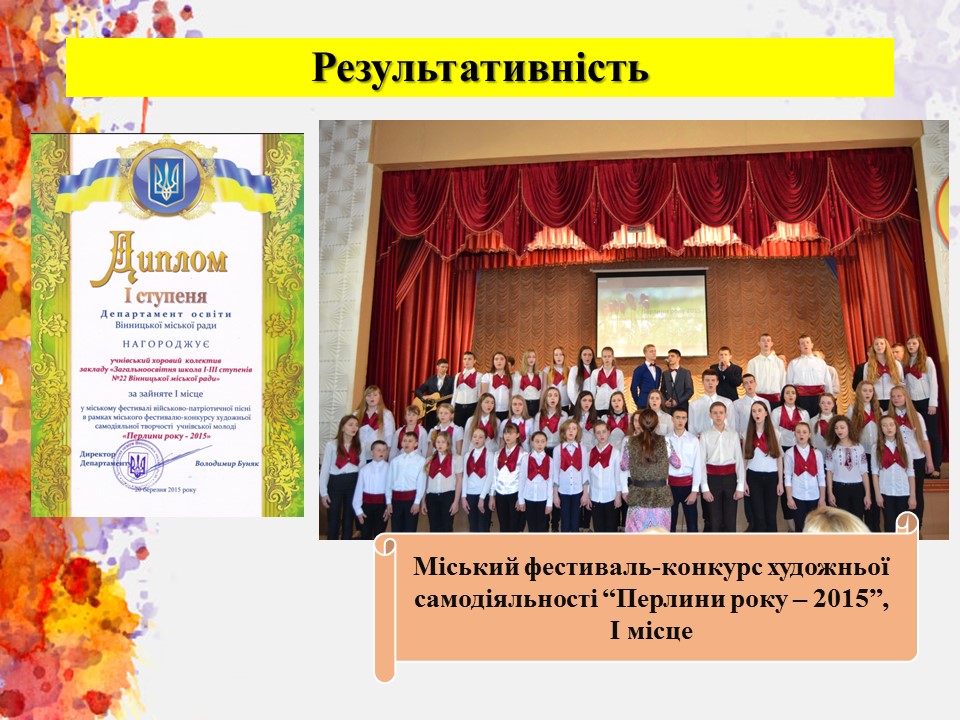 Результативність
Диплом
І ступеня
Департамент освіти
Вінницької міської ради
НАГОРОДЖУЄ
учнівський хоровий колектив
закладу «Загальноосвітня школа І-ІІІ ступенів
№22 Вінницької міської ради»
за зайняте І місце
у міському фестивалі військово-патріотичної пісні
в рамках міського фестивалю-конкурсу художньої
самодіяльної творчості учнівської молоді
«Перлини року - 2015»
Директор
Департаменту
Володимир Буняк
20 березня 2015 року
Міський фестиваль-конкурс художньої
самодіяльності “Перлини року – 2015”,
І місце